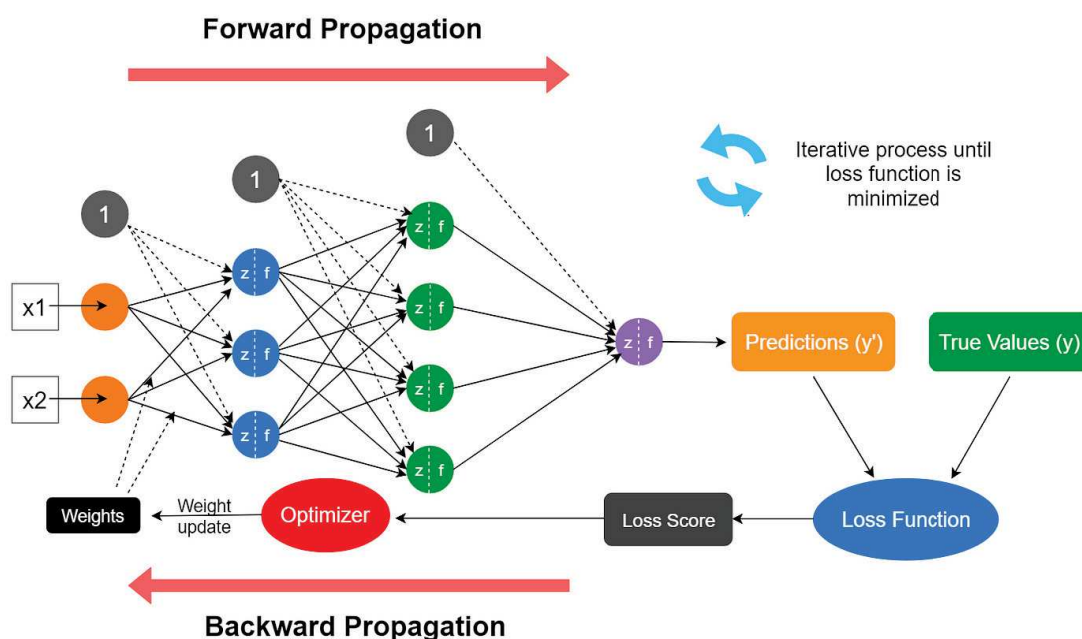 Forward Propagation
1
1
1
Iterative process until
loss function is
minimized
z f
z f
x1
z f
z f
z f
Predictions (y')
True Values (y)
x2
z f
z f
z f
Weights
Weight
update
Optimizer
Loss Score
Loss Function
Backward Propagation